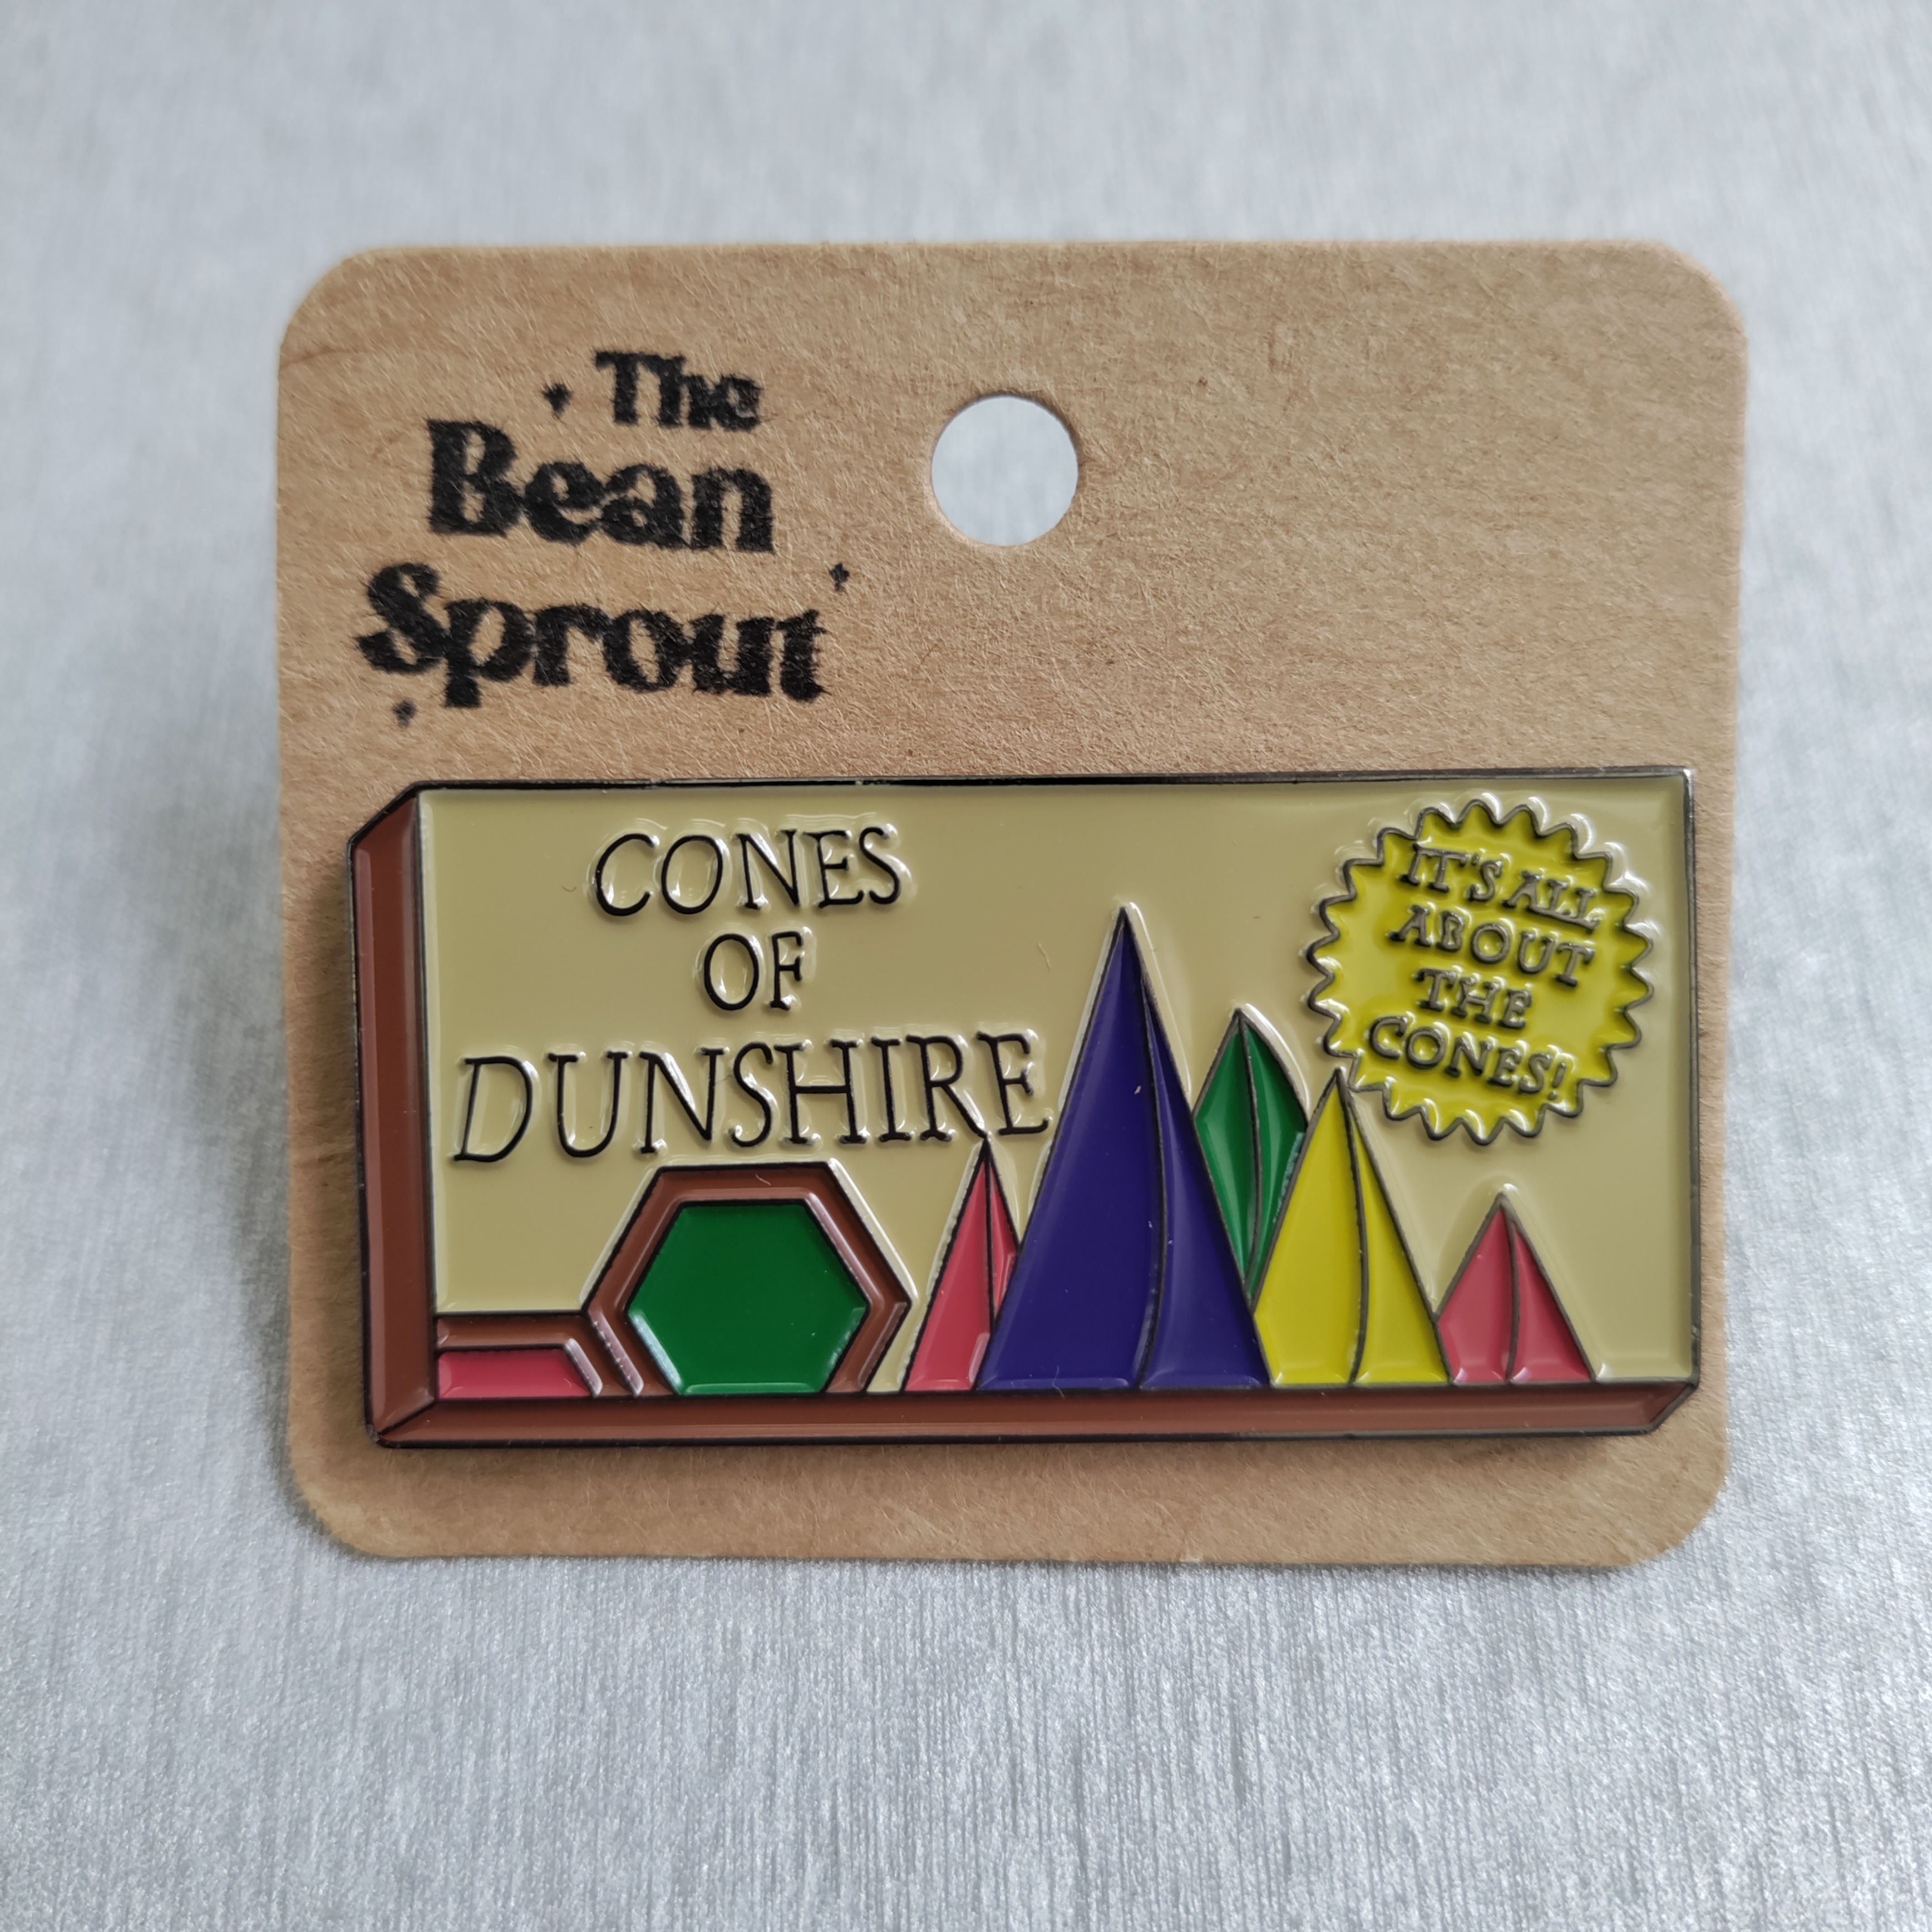 The
Bean
Sprout
CONES
OF
DUNSHIRE
IT'S ALL
ABOUT
THE
CONES!